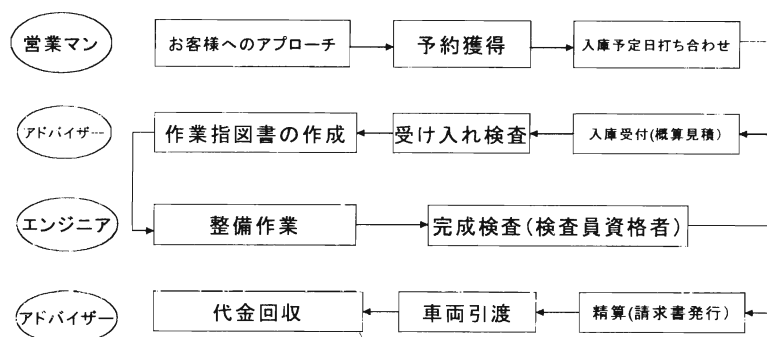 営業マン
お客様へのアプローチ
予約獲得
入庫予定日打ち合わせ
アドバイザー
作業指図書の作成
受け入れ検査
入庫受付(概算見積)
エンジニア
整備作業
完成検査(検査員資格者)
アドバイザー
代金回収
車両引渡
精算(請求書発行)